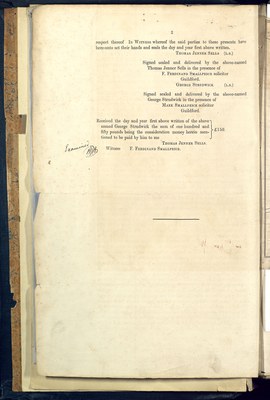 2
respect thereof In Witness whereof the said parties to these presents have
hereunto set their hands and seals the day and year first above written.
Thomas Jenner Sells (L.S.)
Signed sealed and delivered by the above-named
Thomas Jenner Sells in the presence of
F. Ferdinand Smallpeice solicitor
Guildford.
George Strudwick (L.S.)
Signed sealed and delivered by the above-named
George Strudwick in the presence of
Mark Smallpeice solicitor
Guildford.
Received the day and year first above written of the above-
named George Strudwick the sum of one hundred and
fifty pounds being the consideration money herein men-
tioned to be paid by him to me
£150
Thomas Jenner Sells
Witness F. Ferdinand Smallpeice.